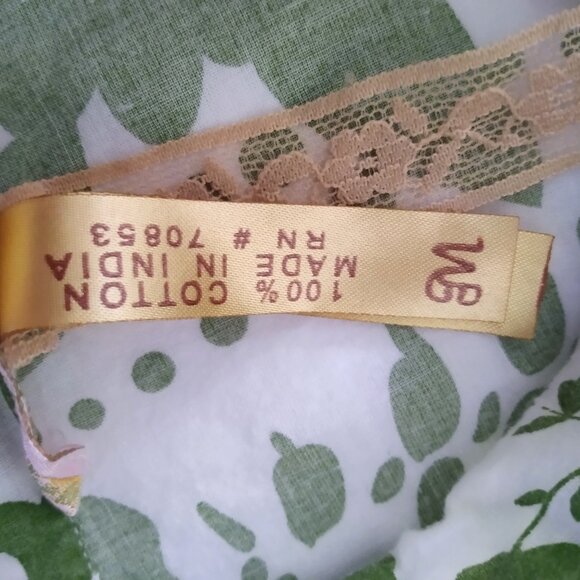 M
100% COTTON
MADE IN INDIA
RN # 70853